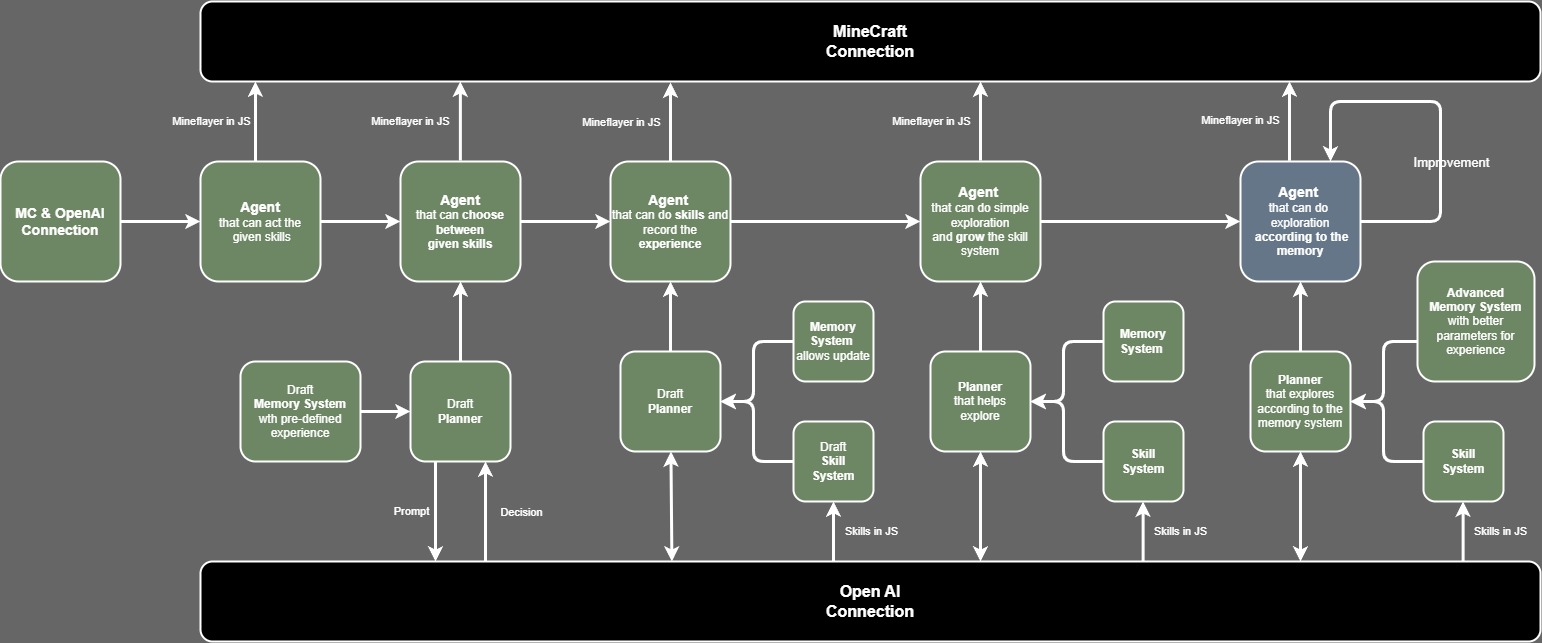 MineCraft
Connection
Mineflayer in JS
Mineflayer in JS
Mineflayer in JS
Mineflayer in JS
Mineflayer in JS
Improvement
MC & OpenAI
Connection
Agent
that can act the
given skills
Agent
that can choose
between
given skills
Agent
that can do skills and
record the
experience
Agent
that can do simple
exploration
and grow the skill
system
Agent
that can do
exploration
according to the
memory
Draft
Memory System
wth pre-defined
experience
Draft
Planner
Draft
Planner
Memory
System
allows update
Draft
Skill
System
Planner
that helps
explore
Memory
System
Skill
System
Planner
that explores
according to the
memory system
Advanced
Memory System
with better
parameters for
experience
Skill
System
Prompt
Decision
Skills in JS
Skills in JS
Skills in JS
Open AI
Connection